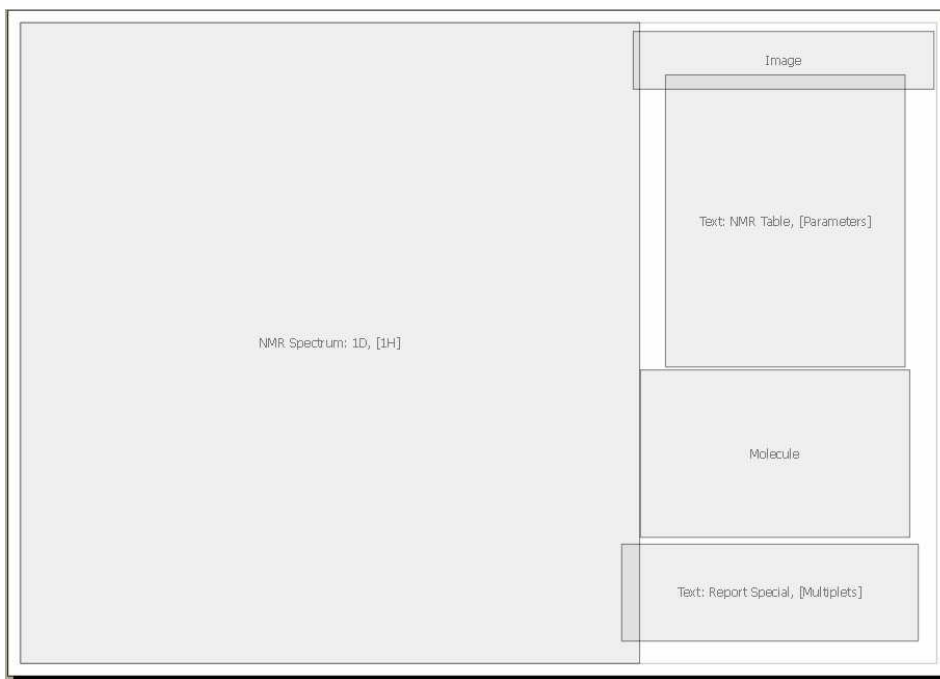 Image
Text: NMR Table, [Parameters]
NMR Spectrum: 1D, [1H]
Molecule
Text: Report Special, [Multiplets]